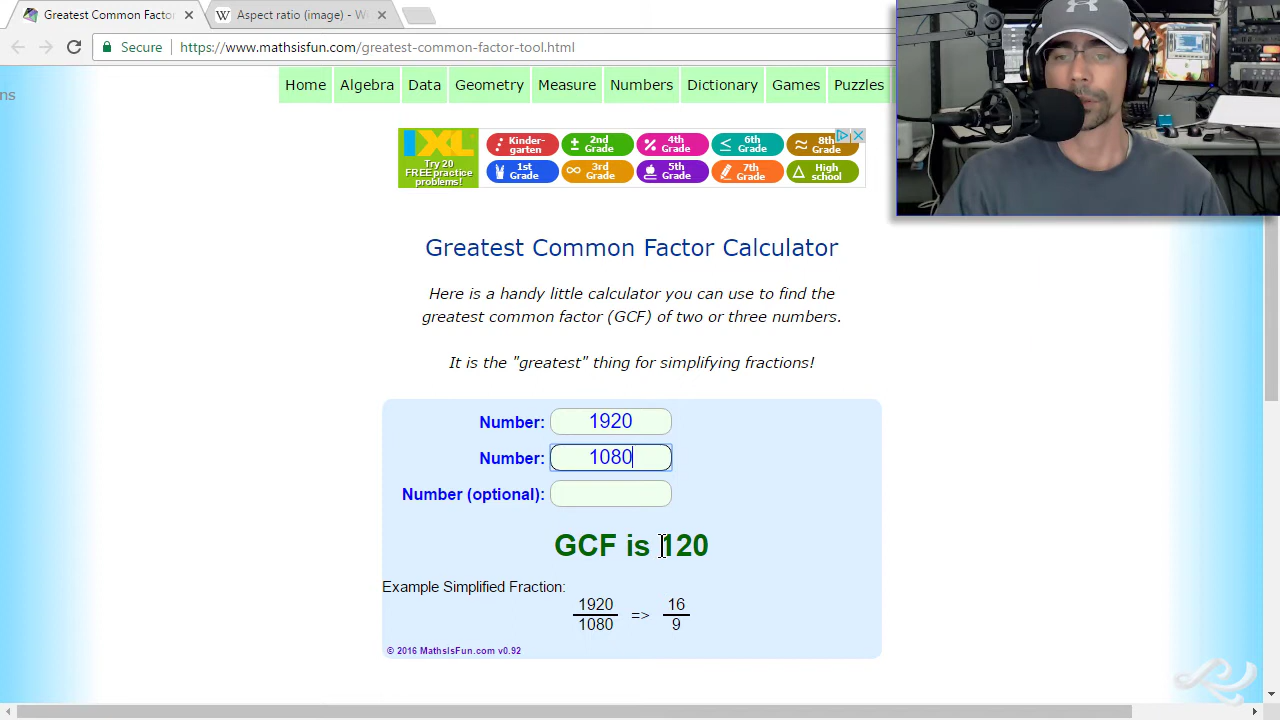 Greatest Common Factor
Aspect ratio (image) - W
Secure
https://www.mathsisfun.com/greatest-common-factor-tool.html
ns
Home Algebra Data Geometry Measure Numbers Dictionary Games Puzzles
IXL
Try 20
FREE practice
problems!
Kinder-
garten
2nd
Grade
4th
Grade
6th
Grade
8th
Grade
1st
Grade
3rd
Grade
5th
Grade
7th
Grade
High
school
Greatest Common Factor Calculator
Here is a handy little calculator you can use to find the
greatest common factor (GCF) of two or three numbers.
It is the "greatest" thing for simplifying fractions!
Number: 1920
Number: 1080
Number (optional):
GCF is 120
Example Simplified Fraction:
1920
1080
=>
16
9
© 2016 MathsIsFun.com v0.92